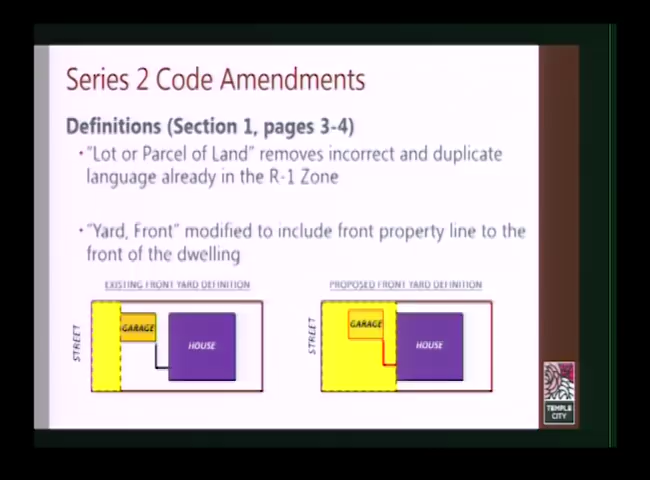 Series 2 Code Amendments
Definitions (Section 1, pages 3-4)
• "Lot or Parcel of Land" removes incorrect and duplicate
language already in the R-1 Zone
• "Yard, Front" modified to include front property line to the
front of the dwelling
EXISTING FRONT YARD DEFINITION
PROPOSED FRONT YARD DEFINITION
STREET
GARAGE
HOUSE
STREET
GARAGE
HOUSE
TEMPLE
CITY